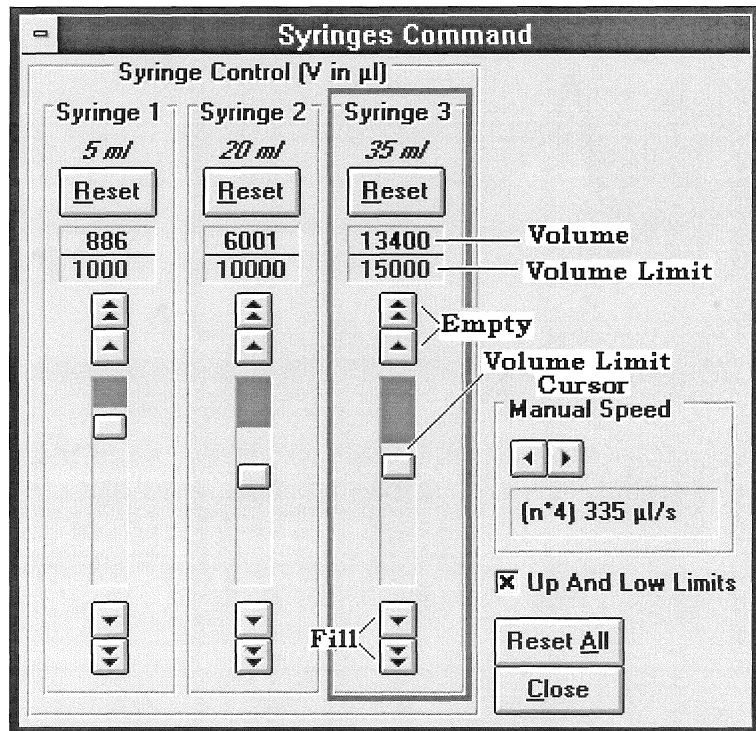 Syringes Command
Syringe Control (V in µl)
Syringe 1
5 ml
Reset
886
1000
Syringe 2
20 ml
Reset
6001
10000
Syringe 3
35 ml
Reset
13400
15000
Volume
Volume Limit
Empty
Volume Limit
Cursor
Fill
Manual Speed
(n*4) 335 µl/s
Up And Low Limits
Reset All
Close